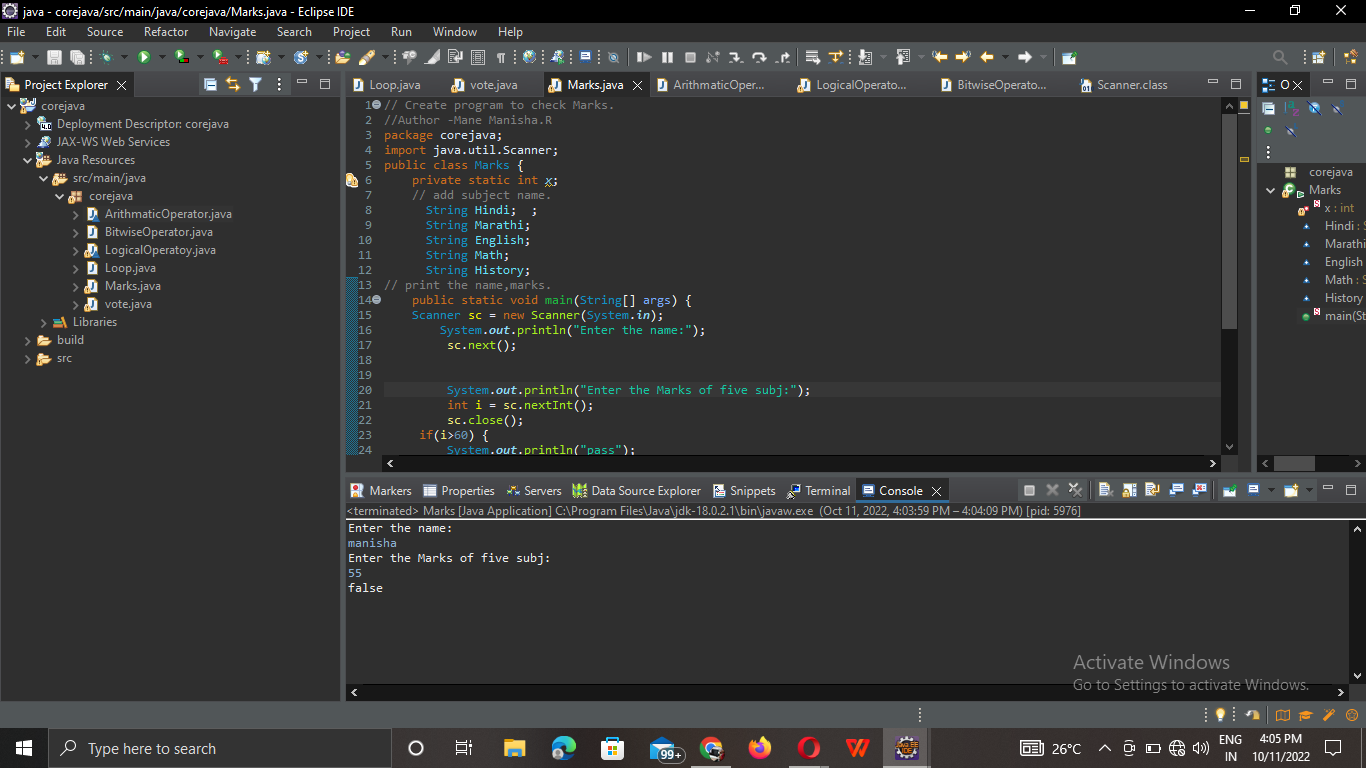 java - corejava/src/main/java/corejava/Marks.java - Eclipse IDE
File Edit Source Refactor Navigate Search Project Run Window Help
Project Explorer
corejava
Deployment Descriptor: corejava
JAX-WS Web Services
Java Resources
src/main/java
corejava
ArithmaticOperator.java
BitwiseOperator.java
LogicalOperatoy.java
Loop.java
Marks.java
vote.java
Libraries
build
src
Loop.java vote.java Marks.java ArithmaticOper... LogicalOperato... BitwiseOperato... Scanner.class
1 // Create program to check Marks.
2 //Author -Mane Manisha.R
3 package corejava;
4 import java.util.Scanner;
5 public class Marks {
6 private static int x;
7 // add subject name.
8 String Hindi; ;
9 String Marathi;
10 String English;
11 String Math;
12 String History;
13 // print the name,marks.
14 public static void main(String[] args) {
15 Scanner sc = new Scanner(System.in);
16 System.out.println("Enter the name:");
17 sc.next();
18
19
20 System.out.println("Enter the Marks of five subj:");
21 int i = sc.nextInt();
22 sc.close();
23 if(i>60) {
24 System.out.println("pass");
O
corejava
Marks
x : int
Hindi : S
Marathi
English
Math : S
History
main(St
Markers Properties Servers Data Source Explorer Snippets Terminal Console
<terminated> Marks [Java Application] C:\Program Files\Java\jdk-18.0.2.1\bin\javaw.exe (Oct 11, 2022, 4:03:59 PM – 4:04:09 PM) [pid: 5976]
Enter the name:
manisha
Enter the Marks of five subj:
55
false
Activate Windows
Go to Settings to activate Windows.
Type here to search
99+
JAVA EE
IDE
26°C
ENG
IN
4:05 PM
10/11/2022